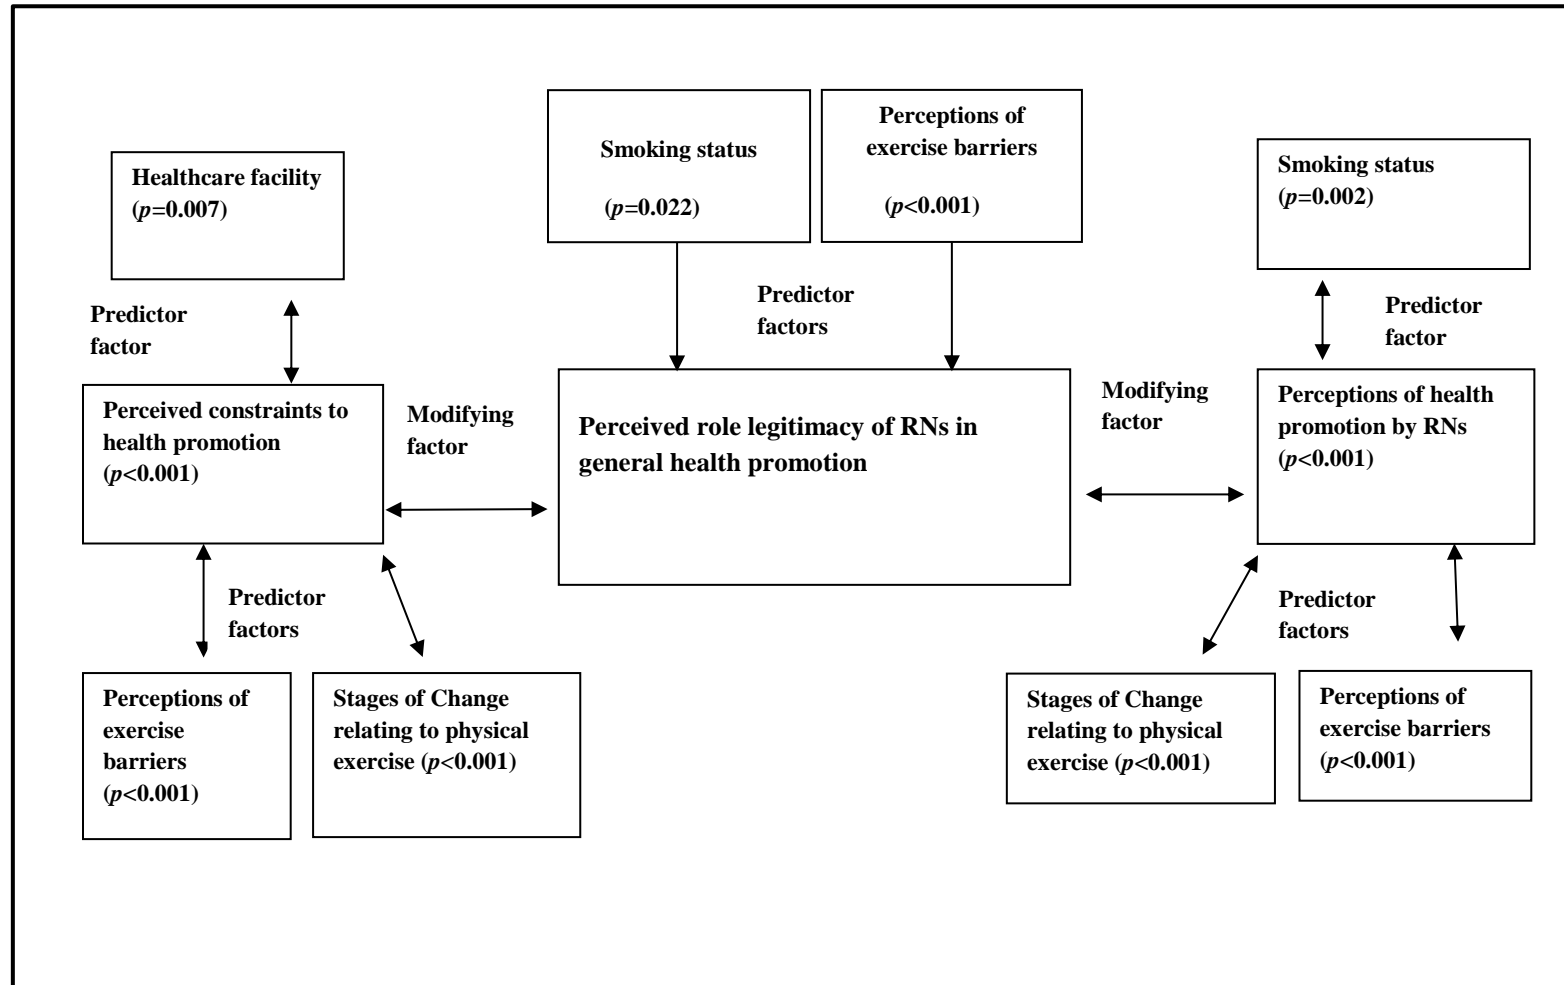 Smoking status
(p=0.022)
Perceptions of
exercise barriers
(p<0.001)
Healthcare facility
(p=0.007)
Smoking status
(p=0.002)
Predictor
factor
Predictor
factors
Predictor
factor
Perceived constraints to
health promotion
(p<0.001)
Modifying
factor
Perceived role legitimacy of RNs in
general health promotion
Modifying
factor
Perceptions of health
promotion by RNs
(p<0.001)
Predictor
factors
Predictor
factors
Perceptions of
exercise
barriers
(p<0.001)
Stages of Change
relating to physical
exercise (p<0.001)
Stages of Change
relating to physical
exercise (p<0.001)
Perceptions of
exercise barriers
(p<0.001)